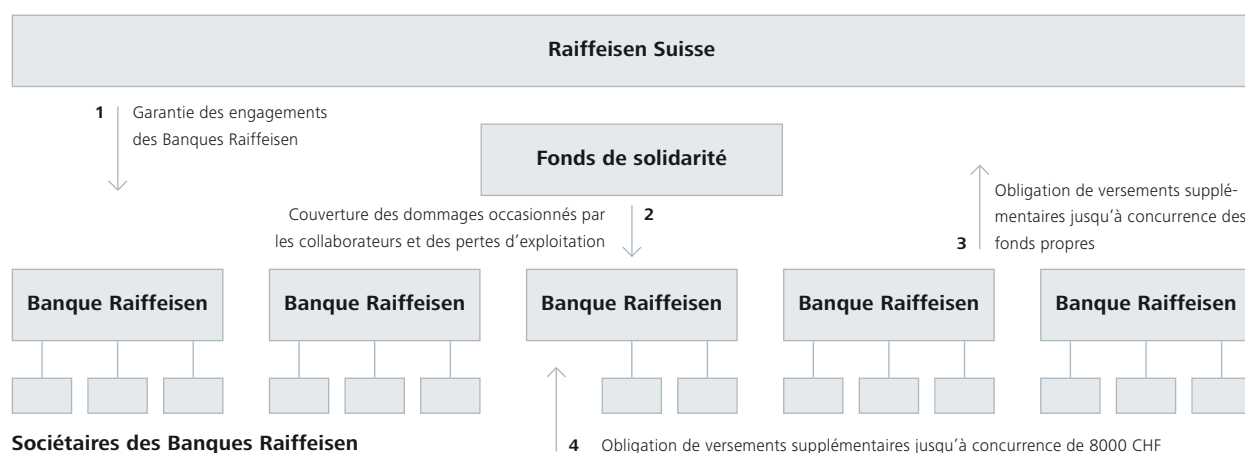 Raiffeisen Suisse
1 Garantie des engagements
des Banques Raiffeisen
Fonds de solidarité
Couverture des dommages occasionnés par
les collaborateurs et des pertes d’exploitation
2
Obligation de versements supplé-
mentaires jusqu’à concurrence des
3 fonds propres
Banque Raiffeisen Banque Raiffeisen Banque Raiffeisen Banque Raiffeisen Banque Raiffeisen
Sociétaires des Banques Raiffeisen
4 Obligation de versements supplémentaires jusqu’à concurrence de 8000 CHF